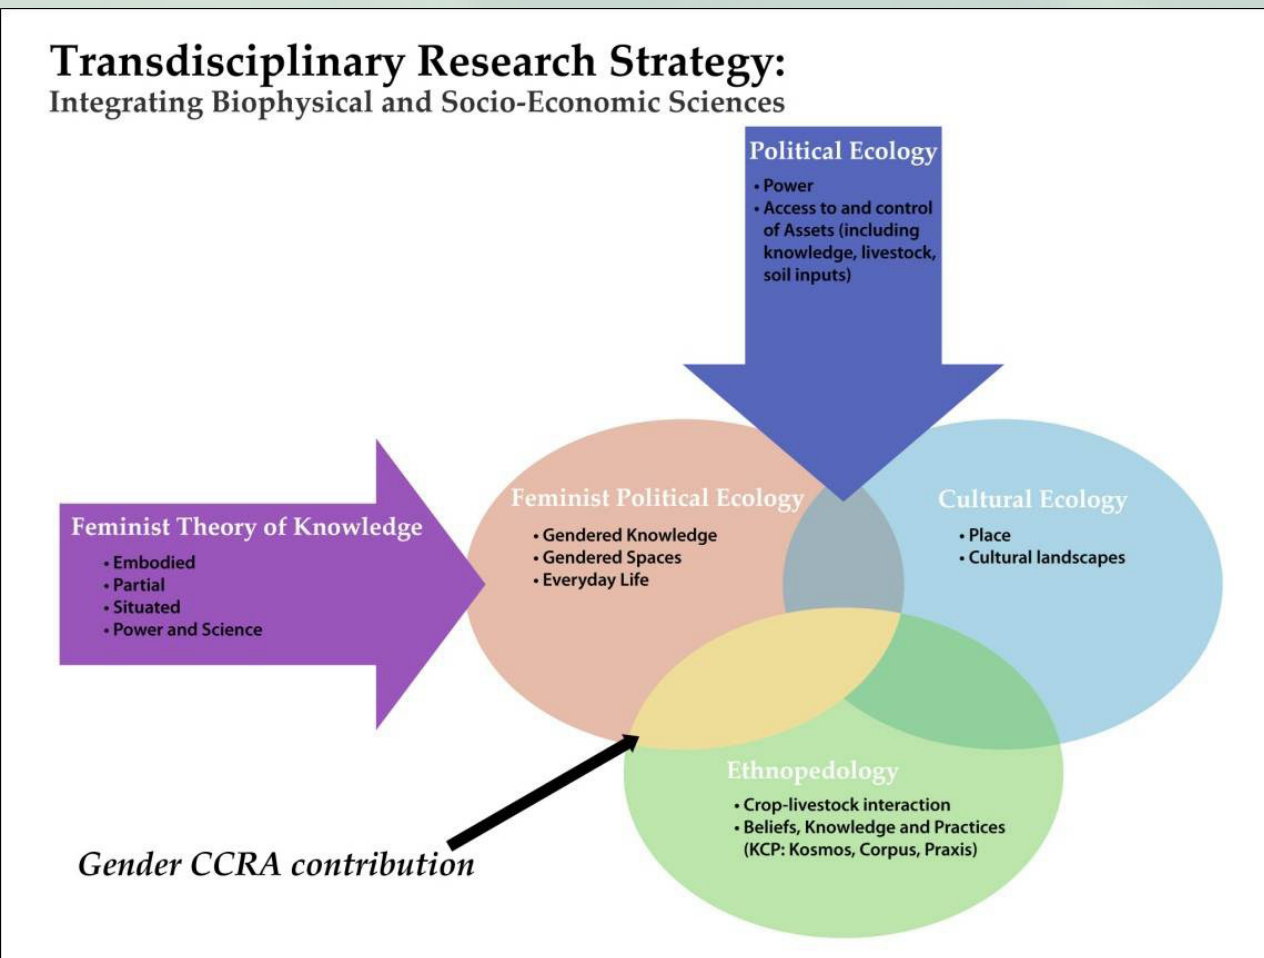 Transdisciplinary Research Strategy:
Integrating Biophysical and Socio-Economic Sciences
Political Ecology
• Power
• Access to and control
of Assets (including
knowledge, livestock,
soil inputs)
Feminist Theory of Knowledge
• Embodied
• Partial
• Situated
• Power and Science
Feminist Political Ecology
• Gendered Knowledge
• Gendered Spaces
• Everyday Life
Cultural Ecology
• Place
• Cultural landscapes
Ethnopedology
• Crop-livestock interaction
• Beliefs, Knowledge and Practices
(KCP: Kosmos, Corpus, Praxis)
Gender CCRA contribution